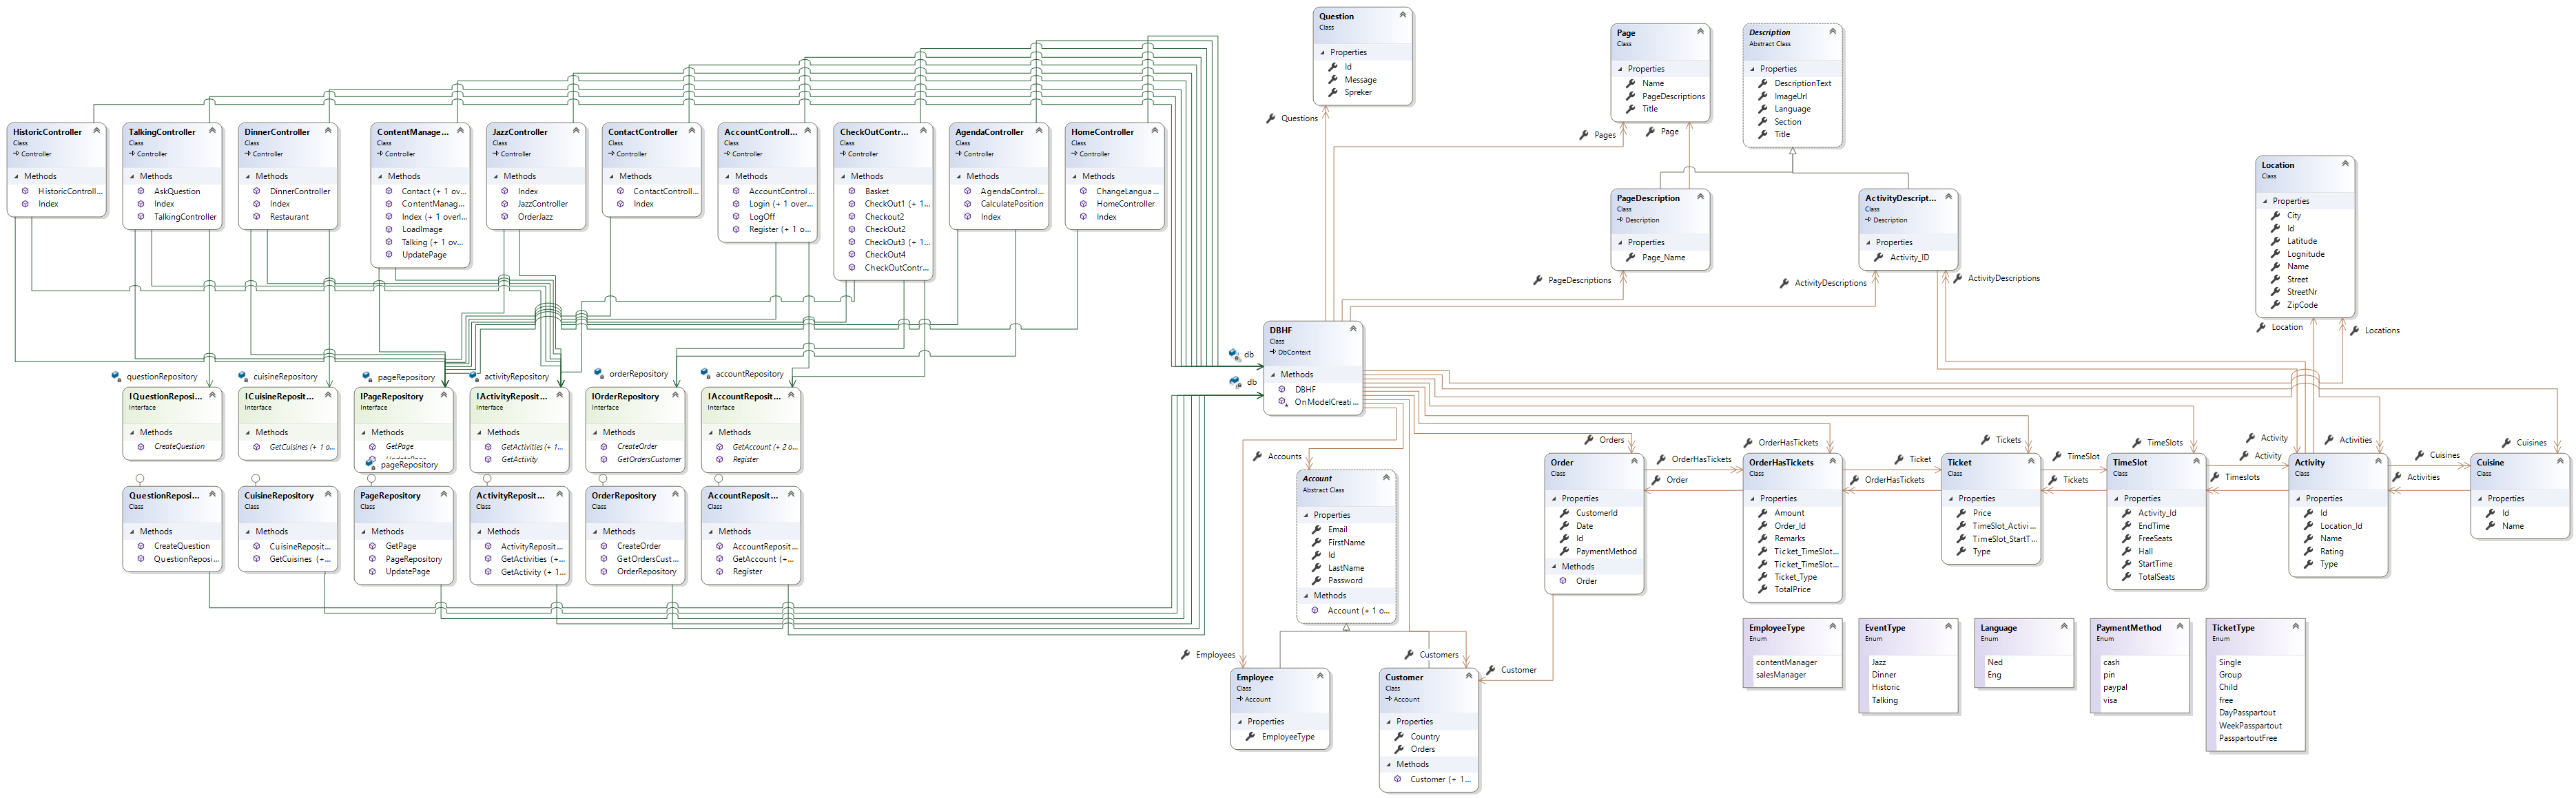 Question
Class
Properties
Id
Message
Spreker
Questions
Page
Class
Properties
Name
PageDescriptions
Title
Pages
Page
Description
Abstract Class
Properties
DescriptionText
ImageUrl
Language
Section
Title
HistoricController
Class
Controller
Methods
HistoricControll...
Index
TalkingController
Class
Controller
Methods
AskQuestion
Index
TalkingController
DinnerController
Class
Controller
Methods
DinnerController
Index
Restaurant
ContentManage...
Class
Controller
Methods
Contact (+ 1 ov...
ContentManag...
Index (+ 1 overl...
LoadImage
Talking (+ 1 ov...
UpdatePage
JazzController
Class
Controller
Methods
Index
JazzController
OrderJazz
ContactController
Class
Controller
Methods
ContactControll...
Index
AccountControll...
Class
Controller
Methods
AccountControl...
Login (+ 1 over...
LogOff
Register (+ 1 o...
CheckOutContr...
Class
Controller
Methods
Basket
CheckOut1 (+ 1...
Checkout2
CheckOut2
CheckOut3 (+ 1...
CheckOut4
CheckOutContr...
AgendaController
Class
Controller
Methods
AgendaControl...
CalculatePosition
Index
HomeController
Class
Controller
Methods
ChangeLangua...
HomeController
Index
PageDescription
Class
Description
Properties
Page_Name
PageDescriptions
ActivityDescript...
Class
Description
Properties
Activity_ID
ActivityDescriptions
ActivityDescriptions
Location
Class
Properties
City
Id
Latitude
Lognitude
Name
Street
StreetNr
ZipCode
Location
Locations
DBHF
Class
DbContext
Methods
DBHF
OnModelCreati...
db
db
questionRepository
cuisineRepository
pageRepository
activityRepository
orderRepository
accountRepository
IQuestionReposi...
Interface
Methods
CreateQuestion
ICuisineReposit...
Interface
Methods
GetCuisines (+ 1 o...
IPageRepository
Interface
Methods
GetPage
UpdatePage
pageRepository
IActivityReposit...
Interface
Methods
GetActivities (+ 1...
GetActivity
IOrderRepository
Interface
Methods
CreateOrder
GetOrdersCustomer
IAccountReposit...
Interface
Methods
GetAccount (+ 2 o...
Register
QuestionReposi...
Class
Methods
CreateQuestion
QuestionReposi...
CuisineRepository
Class
Methods
CuisineReposit...
GetCuisines (+...
PageRepository
Class
Methods
GetPage
PageRepository
UpdatePage
ActivityReposit...
Class
Methods
ActivityReposit...
GetActivities (+...
GetActivity (+ 1...
OrderRepository
Class
Methods
CreateOrder
GetOrdersCust...
OrderRepository
AccountReposit...
Class
Methods
AccountReposit...
GetAccount (+...
Register
Accounts
Account
Abstract Class
Properties
Email
FirstName
Id
LastName
Password
Methods
Account (+ 1 o...
Employees
Customers
Customer
Employee
Class
Account
Properties
EmployeeType
Customer
Class
Account
Properties
Country
Orders
Methods
Customer (+ 1...
Orders
Order
Class
Properties
CustomerId
Date
Id
PaymentMethod
Methods
Order
OrderHasTickets
Order
OrderHasTickets
OrderHasTickets
Class
Properties
Amount
Order_Id
Remarks
Ticket_TimeSlot...
Ticket_TimeSlot...
Ticket_Type
TotalPrice
Ticket
OrderHasTickets
Tickets
Ticket
Class
Properties
Price
TimeSlot_Activi...
TimeSlot_StartT...
Type
TimeSlot
Tickets
TimeSlots
TimeSlot
Class
Properties
Activity_Id
EndTime
FreeSeats
Hall
StartTime
TotalSeats
Activity
Activity
Timeslots
Activities
Activity
Class
Properties
Id
Location_Id
Name
Rating
Type
Cuisines
Activities
Cuisines
Cuisine
Class
Properties
Id
Name
EmployeeType
Enum
contentManager
salesManager
EventType
Enum
Jazz
Dinner
Historic
Talking
Language
Enum
Ned
Eng
PaymentMethod
Enum
cash
pin
paypal
visa
TicketType
Enum
Single
Group
Child
free
DayPasspartout
WeekPasspartout
PasspartoutFree